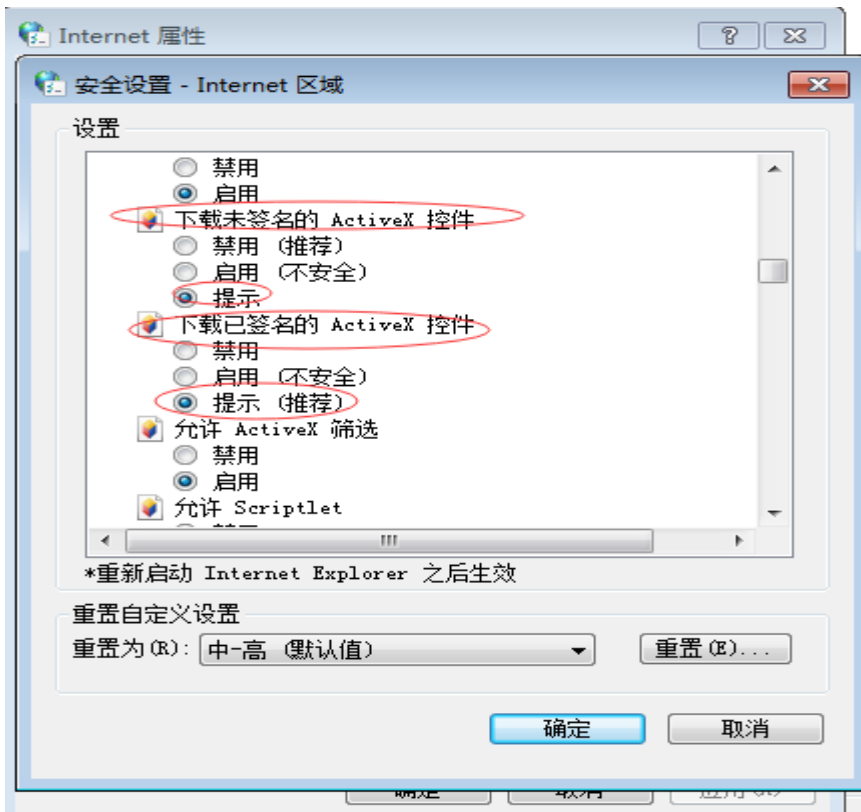 Internet 属性
安全设置 - Internet 区域
设置
禁用
启用
下载未签名的 ActiveX 控件
禁用 (推荐)
启用 (不安全)
提示
下载已签名的 ActiveX 控件
禁用
启用 (不安全)
提示 (推荐)
允许 ActiveX 筛选
禁用
启用
允许 Scriptlet
*重新启动 Internet Explorer 之后生效
重置自定义设置
重置为(R): 中-高 (默认值) 重置(E)...
确定 取消
确定 取消